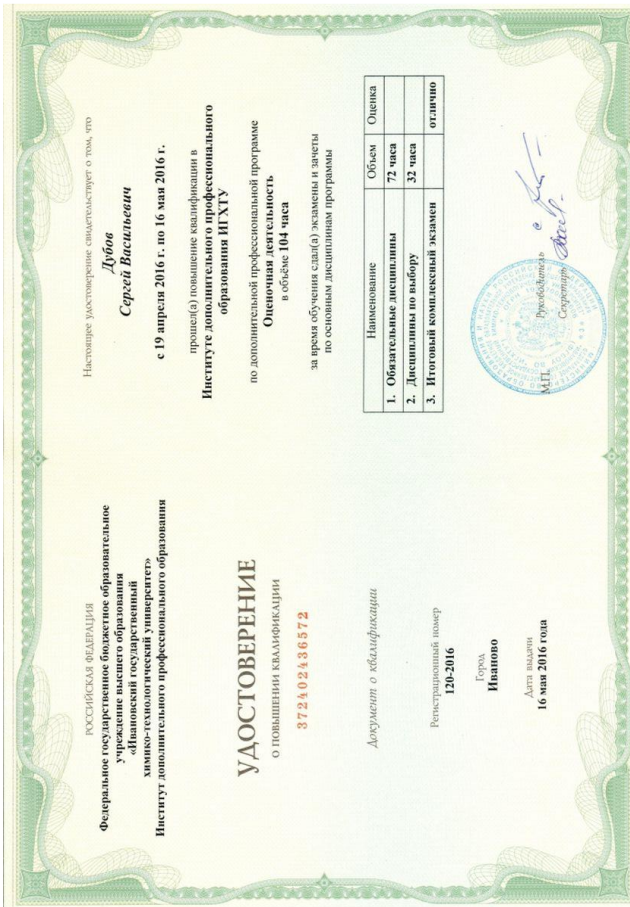 РОССИЙСКАЯ ФЕДЕРАЦИЯ
Федеральное государственное бюджетное образовательное
учреждение высшего образования
«Ивановский государственный
химико-технологический университет»
Институт дополнительного профессионального образования
УДОСТОВЕРЕНИЕ
О ПОВЫШЕНИИ КВАЛИФИКАЦИИ
372402436572
Документ о квалификации
Регистрационный номер
120-2016
Город
Иваново
Дата выдачи
16 мая 2016 года
Настоящее удостоверение свидетельствует о том, что
Дубов
Сергей Васильевич
с 19 апреля 2016 г. по 16 мая 2016 г.
прошел(а) повышение квалификации в
Институте дополнительного профессионального
образования ИГХТУ
по дополнительной профессиональной программе
Оценочная деятельность
в объёме 104 часа
за время обучения сдал(а) экзамены и зачеты
по основным дисциплинам программы
Наименование Объем Оценка
1. Обязательные дисциплины 72 часа
2. Дисциплины по выбору 32 часа
3. Итоговый комплексный экзамен отлично
Руководитель
М.П.
Секретарь